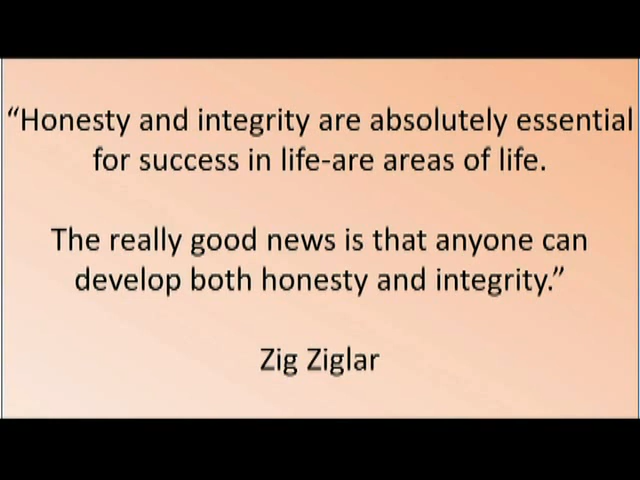 “Honesty and integrity are absolutely essential
for success in life-are areas of life.
The really good news is that anyone can
develop both honesty and integrity.”
Zig Ziglar